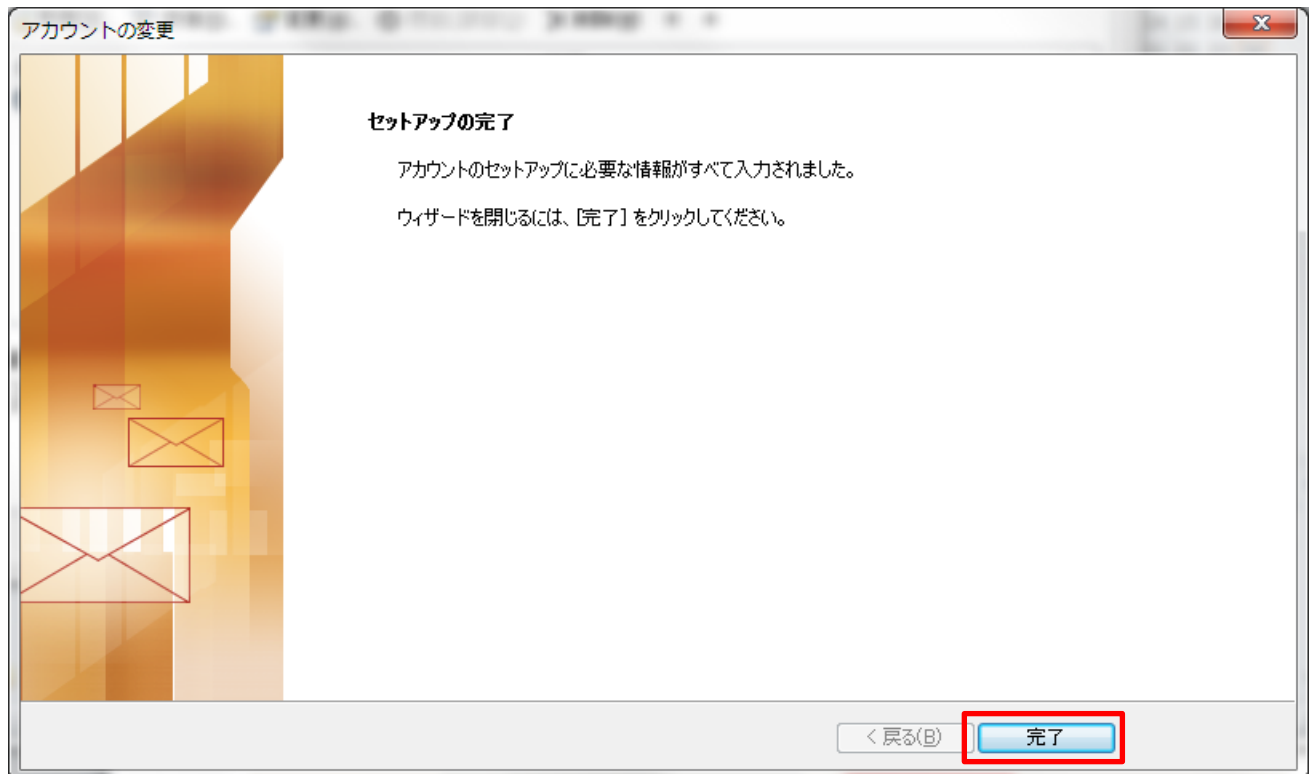 アカウントの変更
セットアップの完了
アカウントのセットアップに必要な情報がすべて入力されました。
ウィザードを閉じるには、[完了] をクリックしてください。
< 戻る(B)
完了